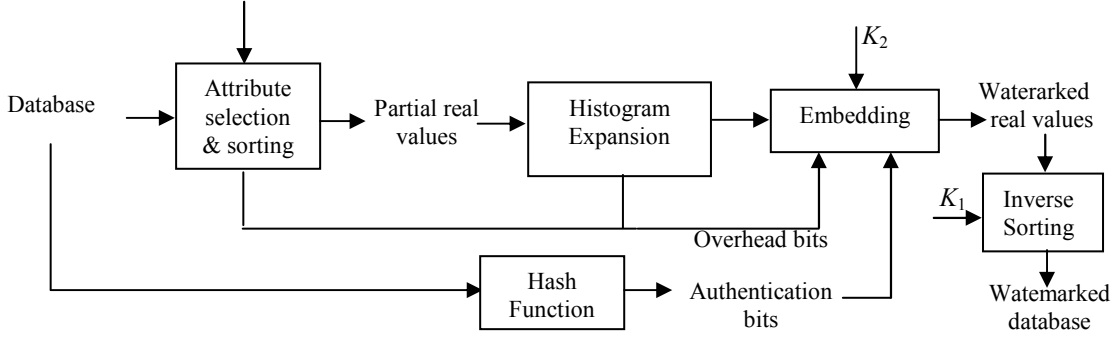 K2
Database
Attribute
selection
& sorting
Partial real
values
Histogram
Expansion
Embedding
Waterarked
real values
K1
Inverse
Sorting
Overhead bits
Hash
Function
Authentication
bits
Watemarked
database